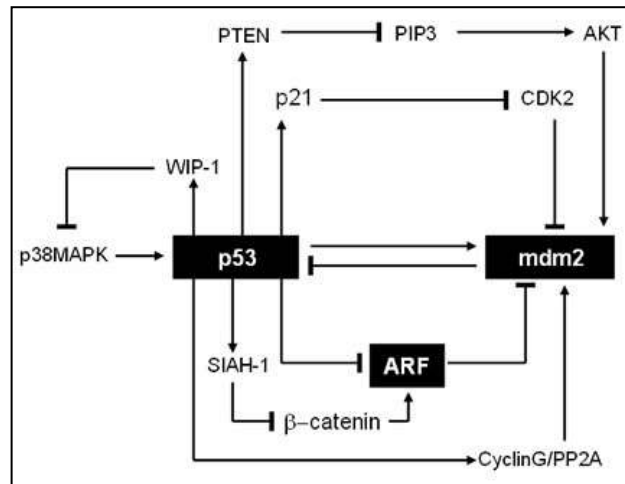 PTEN PIP3 AKT
p21 CDK2
WIP-1
p38MAPK p53 mdm2
SIAH-1 ARF
β-catenin
CyclinG/PP2A